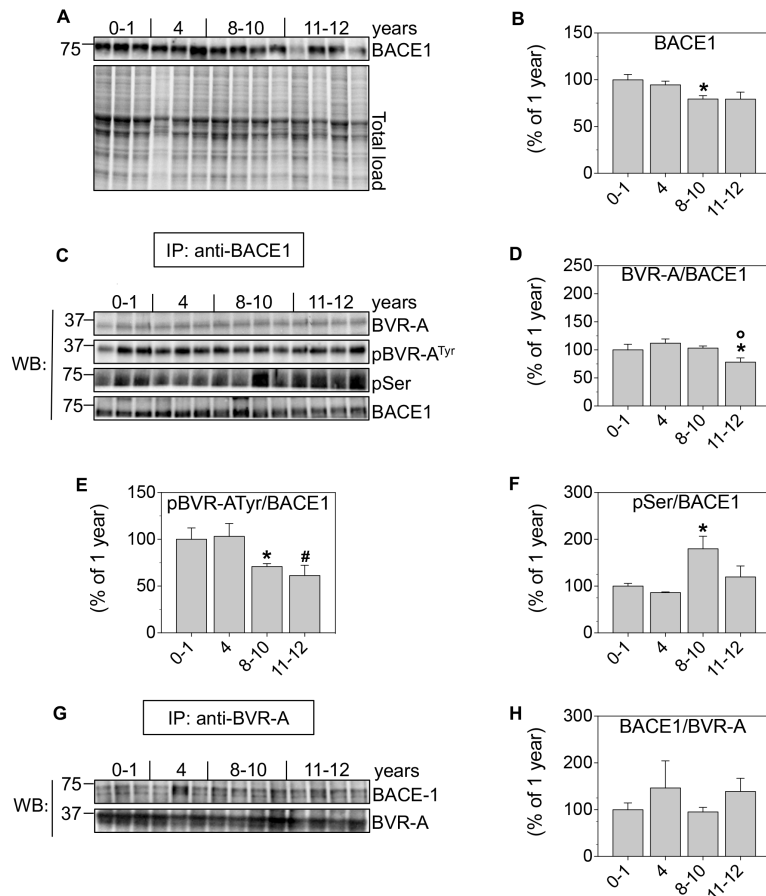 A
0-1 4 8-10 11-12 years
75 BACE1
Total load
B
BACE1
(% of 1 year)
150
100
50
0
0-1 4 8-10 11-12
*
C
IP: anti-BACE1
0-1 4 8-10 11-12 years
WB:
37 BVR-A
37 pBVR-ATyr
75 pSer
75 BACE1
D
BVR-A/BACE1
(% of 1 year)
250
200
150
100
50
0
° *
0-1 4 8-10 11-12
E
pBVR-ATyr/BACE1
(% of 1 year)
150
100
50
0
* #
0-1 4 8-10 11-12
F
pSer/BACE1
(% of 1 year)
300
200
100
0
*
0-1 4 8-10 11-12
G
IP: anti-BVR-A
0-1 4 8-10 11-12 years
WB:
75 BACE-1
37 BVR-A
H
BACE1/BVR-A
(% of 1 year)
300
200
100
0
0-1 4 8-10 11-12